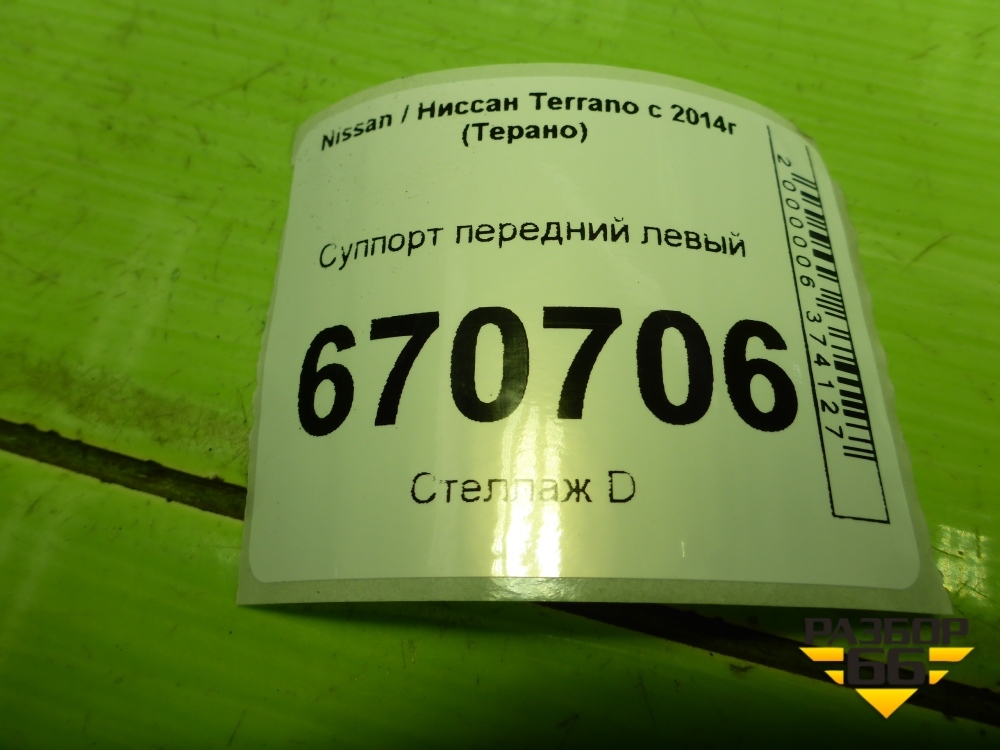 Nissan / Ниссан Terrano с 2014г
(Терано)
Суппорт передний левый
670706
Стеллаж D
2000006374127
РАЗБОР
66